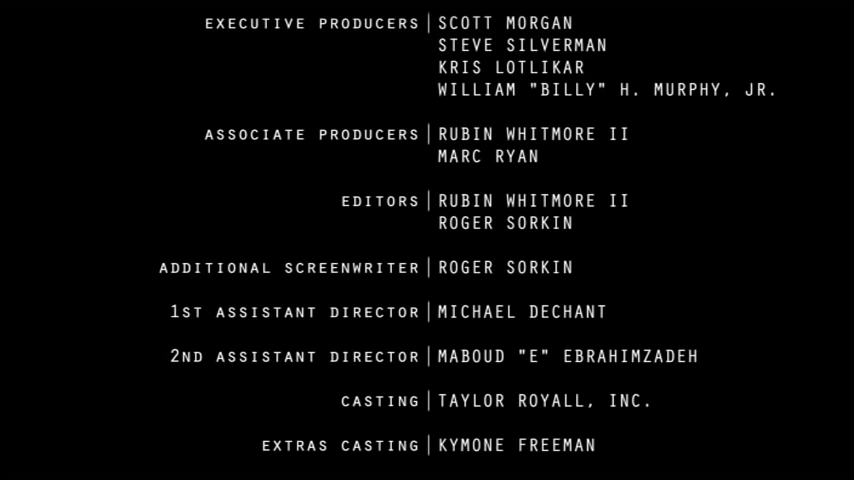 EXECUTIVE PRODUCERS | SCOTT MORGAN
STEVE SILVERMAN
KRIS LOTLIKAR
WILLIAM "BILLY" H. MURPHY, JR.
ASSOCIATE PRODUCERS | RUBIN WHITMORE II
MARC RYAN
EDITORS | RUBIN WHITMORE II
ROGER SORKIN
ADDITIONAL SCREENWRITER | ROGER SORKIN
1ST ASSISTANT DIRECTOR | MICHAEL DECHANT
2ND ASSISTANT DIRECTOR | MABOUD "E" EBRAHIMZADEH
CASTING | TAYLOR ROYALL, INC.
EXTRAS CASTING | KYMONE FREEMAN